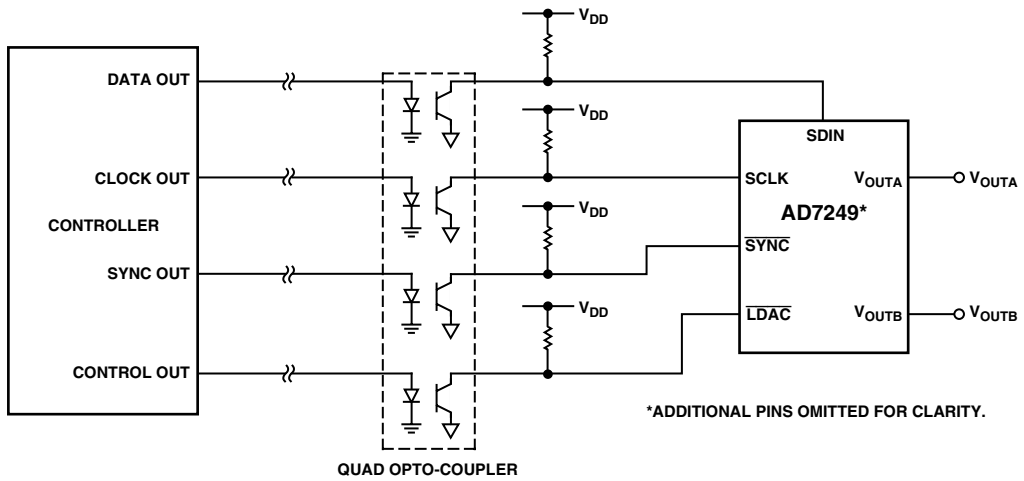 V_DD
DATA OUT
V_DD
SDIN
CLOCK OUT
SCLK
V_OUTA
V_OUTA
V_DD
AD7249*
CONTROLLER
SYNC
SYNC OUT
V_DD
LDAC
V_OUTB
V_OUTB
CONTROL OUT
*ADDITIONAL PINS OMITTED FOR CLARITY.
QUAD OPTO-COUPLER